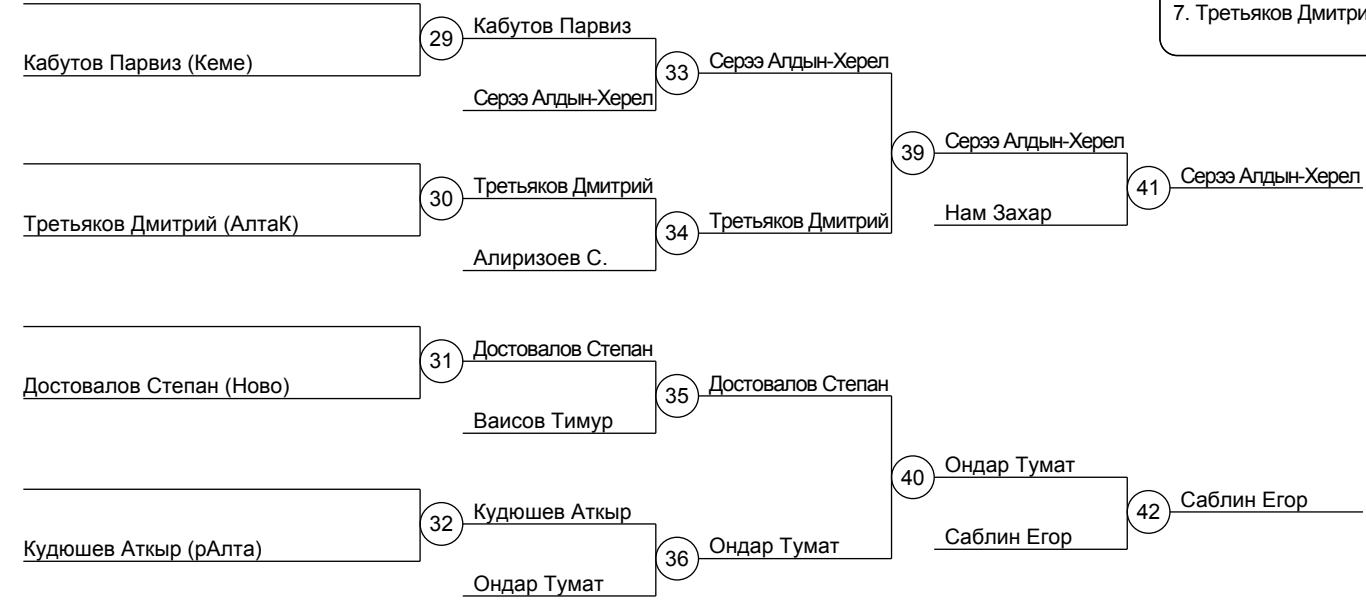 7. Третьяков Дмитри
29 Кабутов Парвиз
Кабутов Парвиз (Кеме)
33 Серээ Алдын-Херел
Серээ Алдын-Херел
39 Серээ Алдын-Херел
30 Третьяков Дмитрий
41 Серээ Алдын-Херел
Третьяков Дмитрий (АлтаК)
34 Третьяков Дмитрий
Нам Захар
Алиризоев С.
31 Достовалов Степан
Достовалов Степан (Ново)
35 Достовалов Степан
Ваисов Тимур
40 Ондар Тумат
32 Кудюшев Аткыр
42 Саблин Егор
Кудюшев Аткыр (рАлта)
36 Ондар Тумат
Саблин Егор
Ондар Тумат